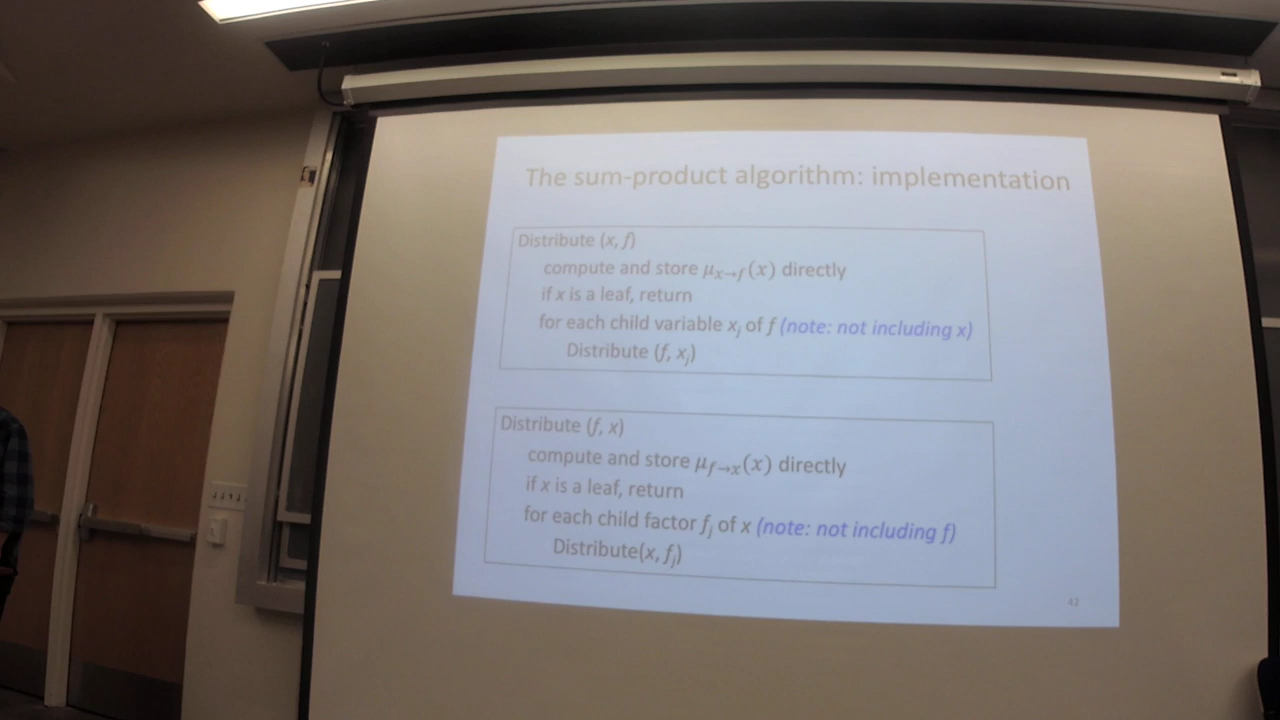 The sum-product algorithm: implementation
Distribute (x, f)
compute and store μₓ→f (x) directly
if x is a leaf, return
for each child variable xⱼ of f (note: not including x)
Distribute (f, xⱼ)
Distribute (f, x)
compute and store μf→ₓ(x) directly
if x is a leaf, return
for each child factor fⱼ of x (note: not including f)
Distribute(x, fⱼ)